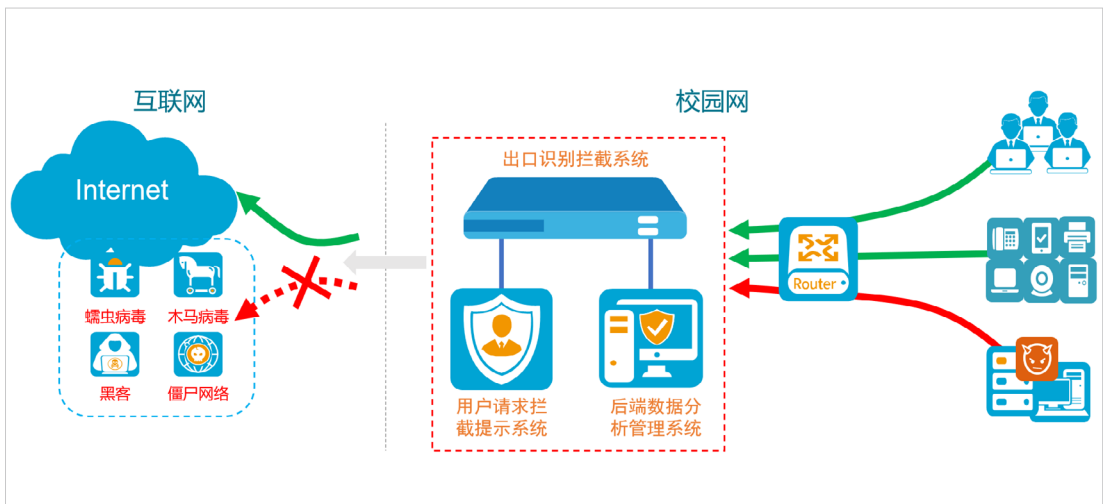 互联网
校园网
出口识别拦截系统
Internet
Router
蠕虫病毒
木马病毒
黑客
僵尸网络
用户请求拦
截提示系统
后端数据分
析管理系统